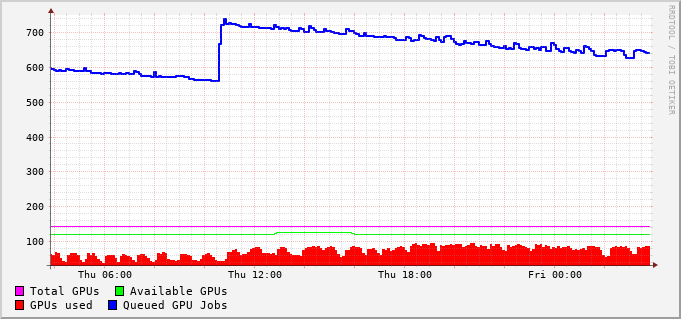 RRDTOOL / TOBI OETIKER
700
600
500
400
300
200
100
Thu 06:00 Thu 12:00 Thu 18:00 Fri 00:00
Total GPUs Available GPUs
GPUs used Queued GPU Jobs